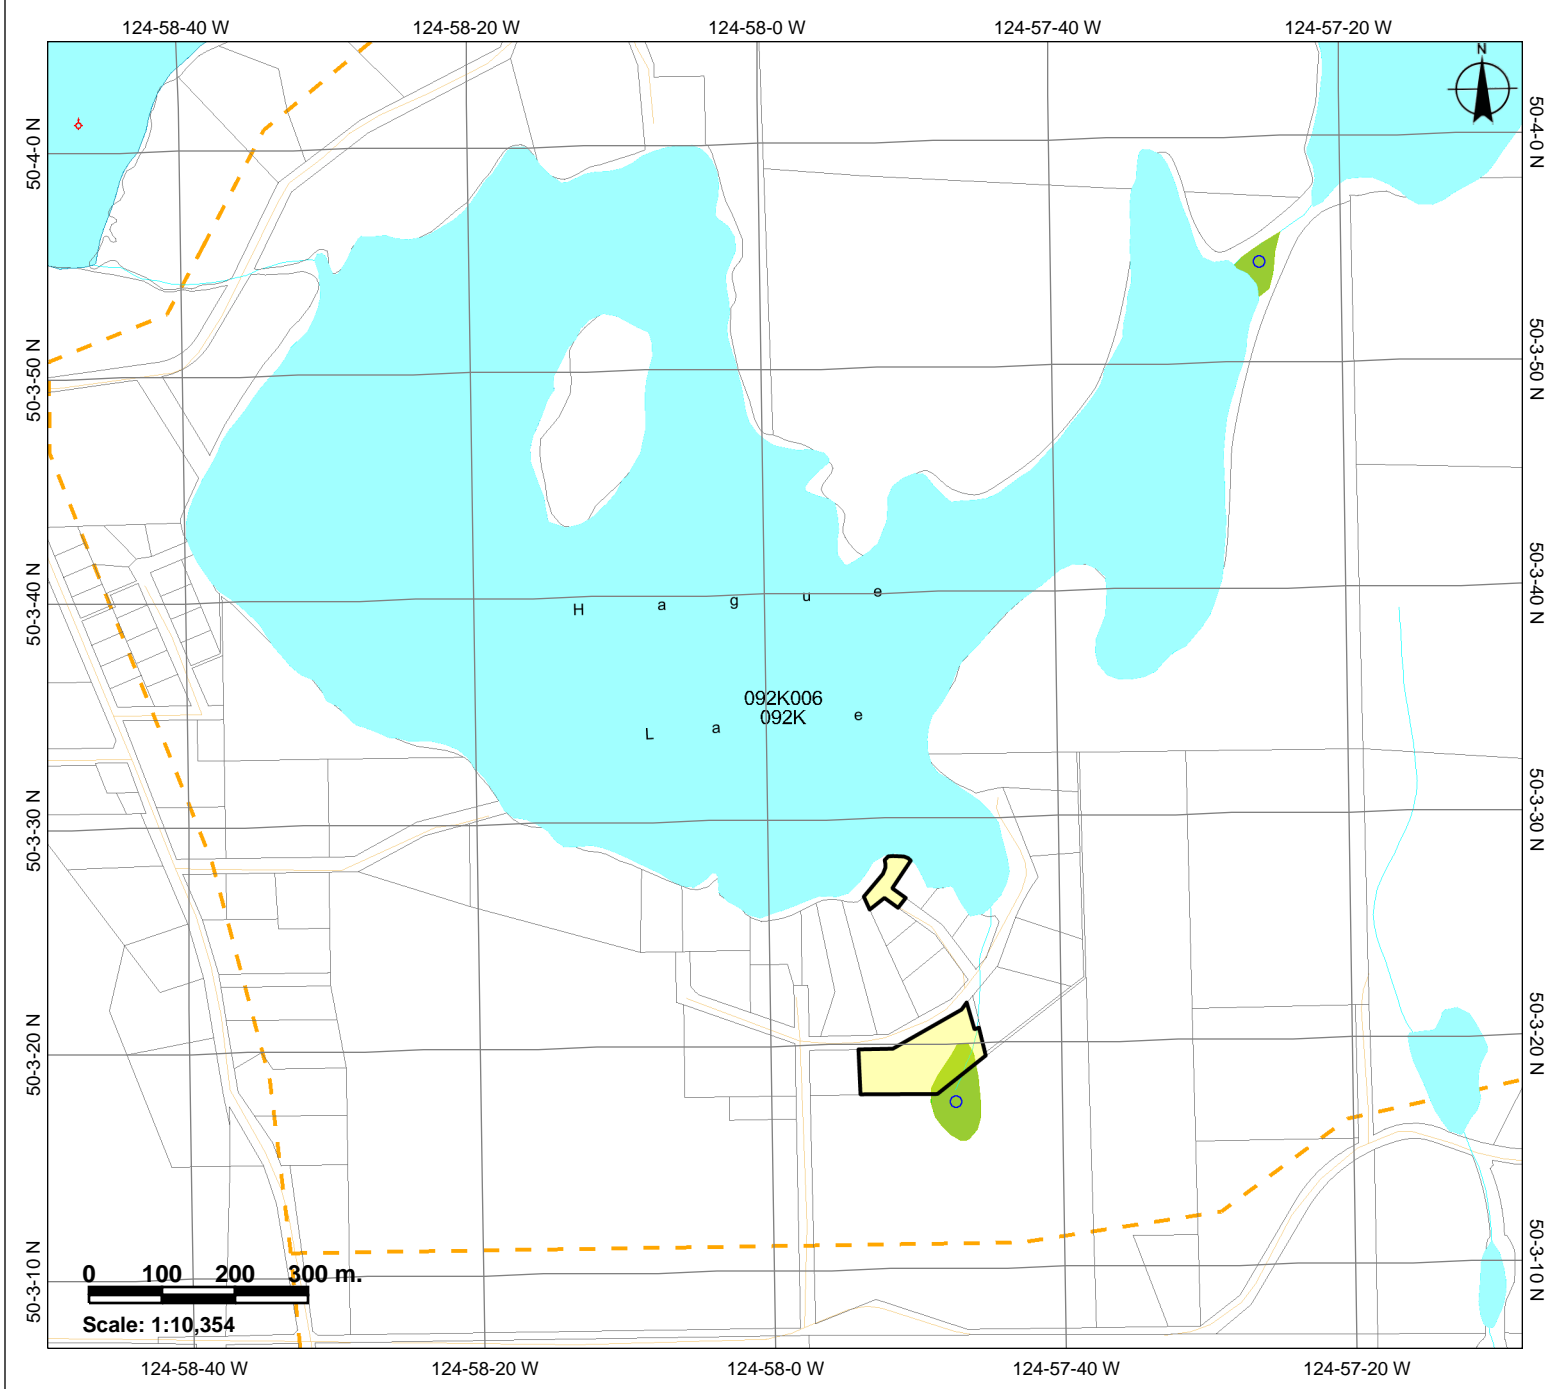 124-58-40 W 124-58-20 W 124-58-0 W 124-57-40 W 124-57-20 W
N
50-4-0 N 50-4-0 N
50-3-50 N 50-3-50 N
50-3-40 N 50-3-40 N
H a g u e
092K006
092K
L a e
50-3-30 N 50-3-30 N
50-3-20 N 50-3-20 N
50-3-10 N 50-3-10 N
0 100 200 300 m.
Scale: 1:10,354
124-58-40 W 124-58-20 W 124-58-0 W 124-57-40 W 124-57-20 W